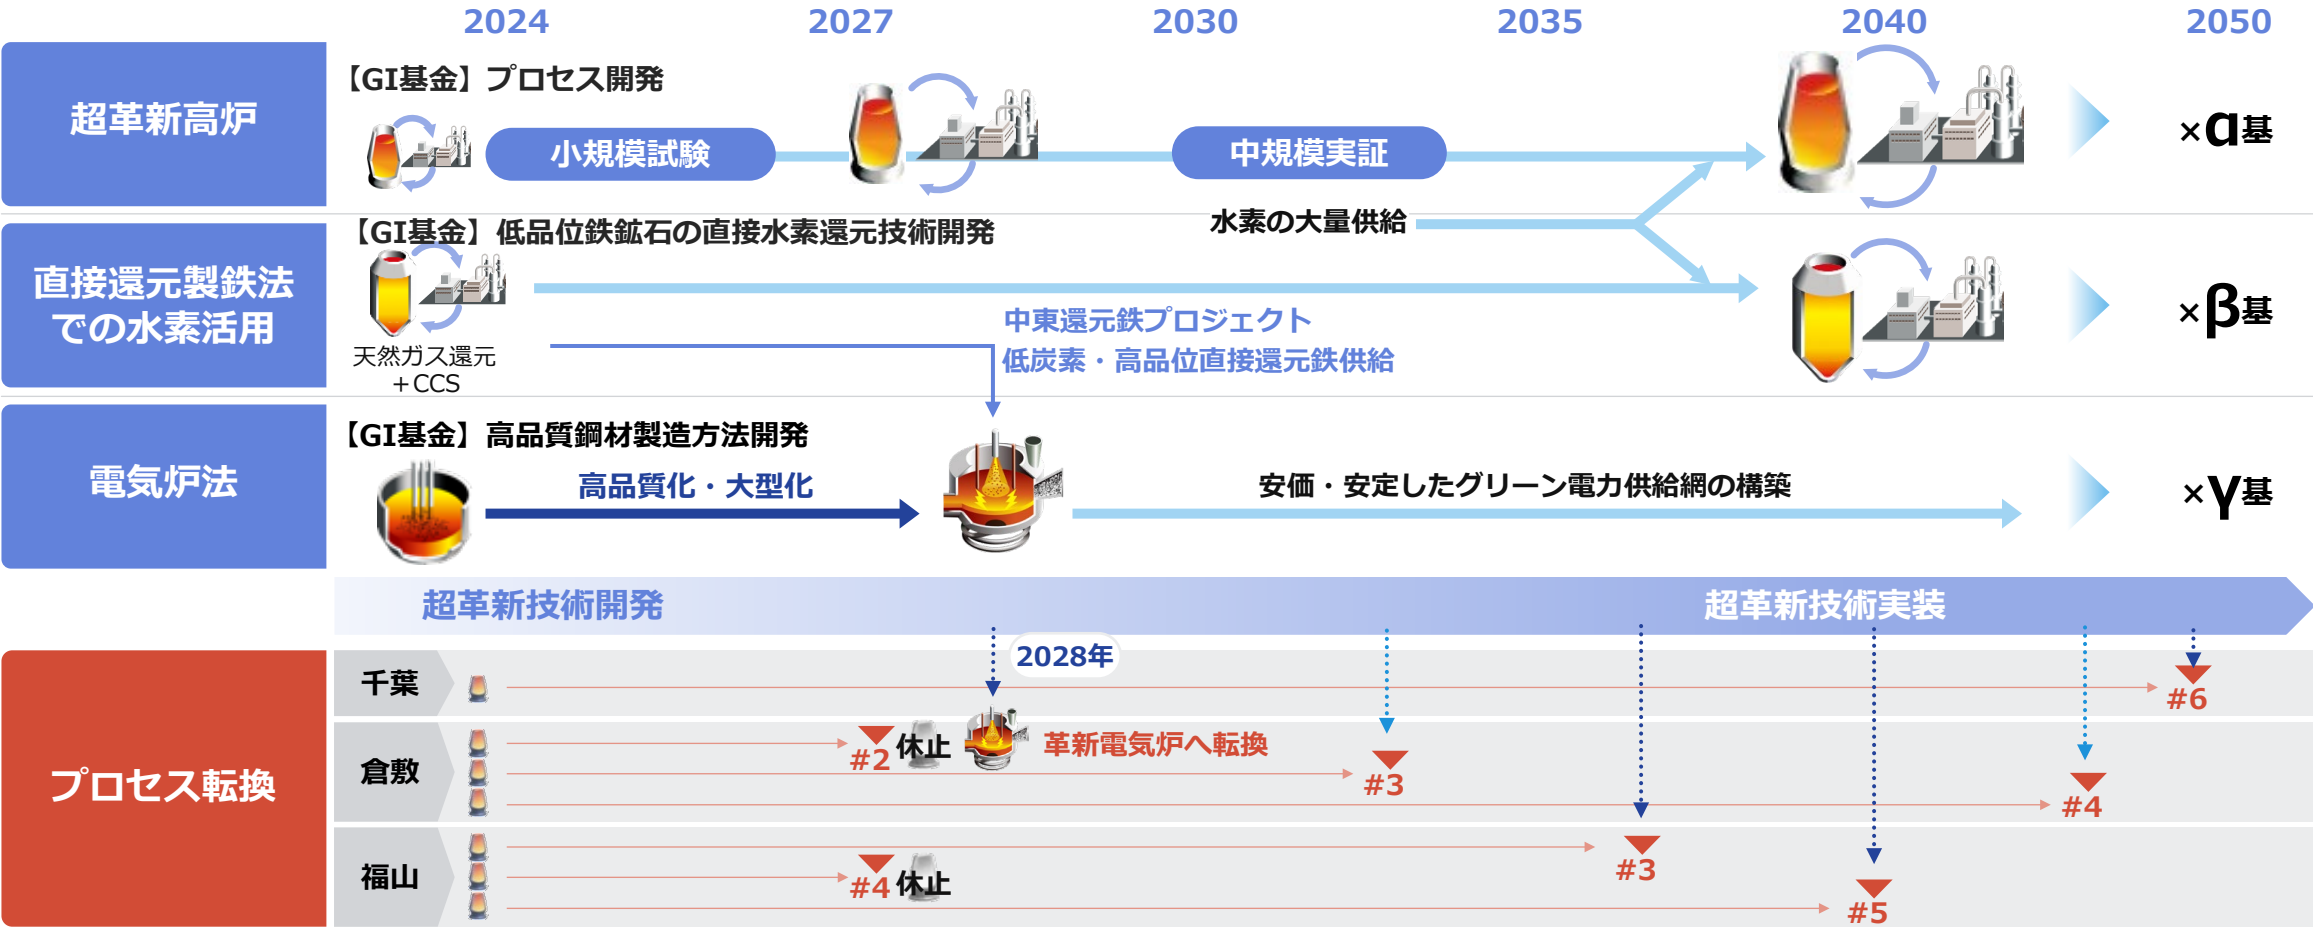 2024 2027 2030 2035 2040 2050
超革新高炉
【GI基金】プロセス開発
小規模試験
中規模実証
×α基
直接還元製鉄法
での水素活用
【GI基金】低品位鉄鉱石の直接水素還元技術開発
水素の大量供給
天然ガス還元
＋CCS
中東還元鉄プロジェクト
低炭素・高品位直接還元鉄供給
×β基
電気炉法
【GI基金】高品質鋼材製造方法開発
高品質化・大型化
安価・安定したグリーン電力供給網の構築
×γ基
超革新技術開発
超革新技術実装
プロセス転換
2028年
千葉
#6
倉敷
#2
休止
革新電気炉へ転換
#3
#4
福山
#3
#4
休止
#5